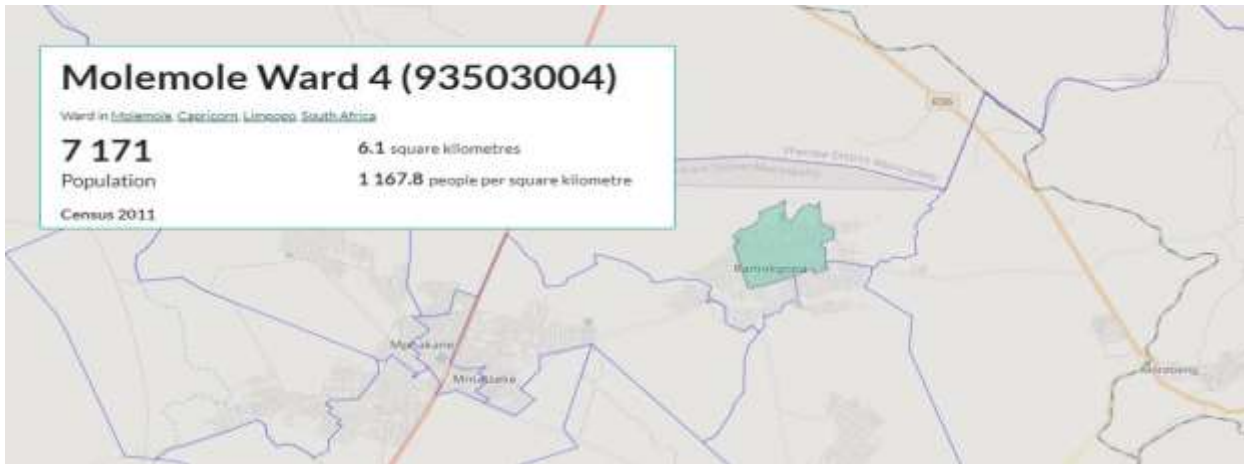 Molemole Ward 4 (93503004)
Ward in Molemole, Capricorn, Limpopo, South Africa
7 171
Population
6.1 square kilometres
1 167.8 people per square kilometre
Census 2011
Ramokgopa